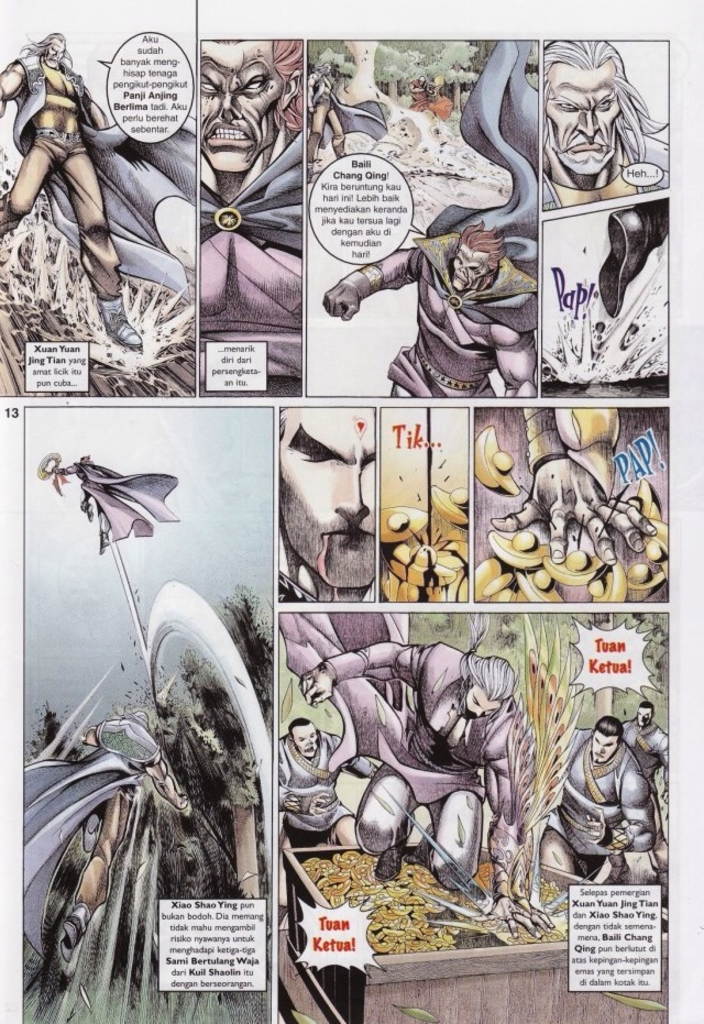 Aku
sudah
banyak meng-
hisap tenaga
pengikut-pengikut
Panji Anjing
Berlima tadi. Aku
perlu berehat
sebentar.
Xuan Yuan
Jing Tian yang
amat licik itu
pun cuba...
...menarik
diri dari
persengketa-
an itu.
Baili
Chang Qing!
Kira beruntung kau
hari ini! Lebih baik
menyediakan keranda
jika kau tersua lagi
dengan aku di
kemudian
hari!
Heh...!
Pap!
13
Xiao Shao Ying pun
bukan bodoh. Dia memang
tidak mahu mengambil
risiko nyawanya untuk
menghadapi ketiga-tiga
Sami Bertulang Waja
dari Kuil Shaolin itu
dengan berseorangan.
Tik...
PAP!
Tuan
Ketua!
Tuan
Ketua!
Selepas pemergian
Xuan Yuan Jing Tian
dan Xiao Shao Ying,
dengan tidak semena-
mena, Baili Chang
Qing pun berlutut di
atas kepingan-kepingan
emas yang tersimpan
di dalam kotak itu.